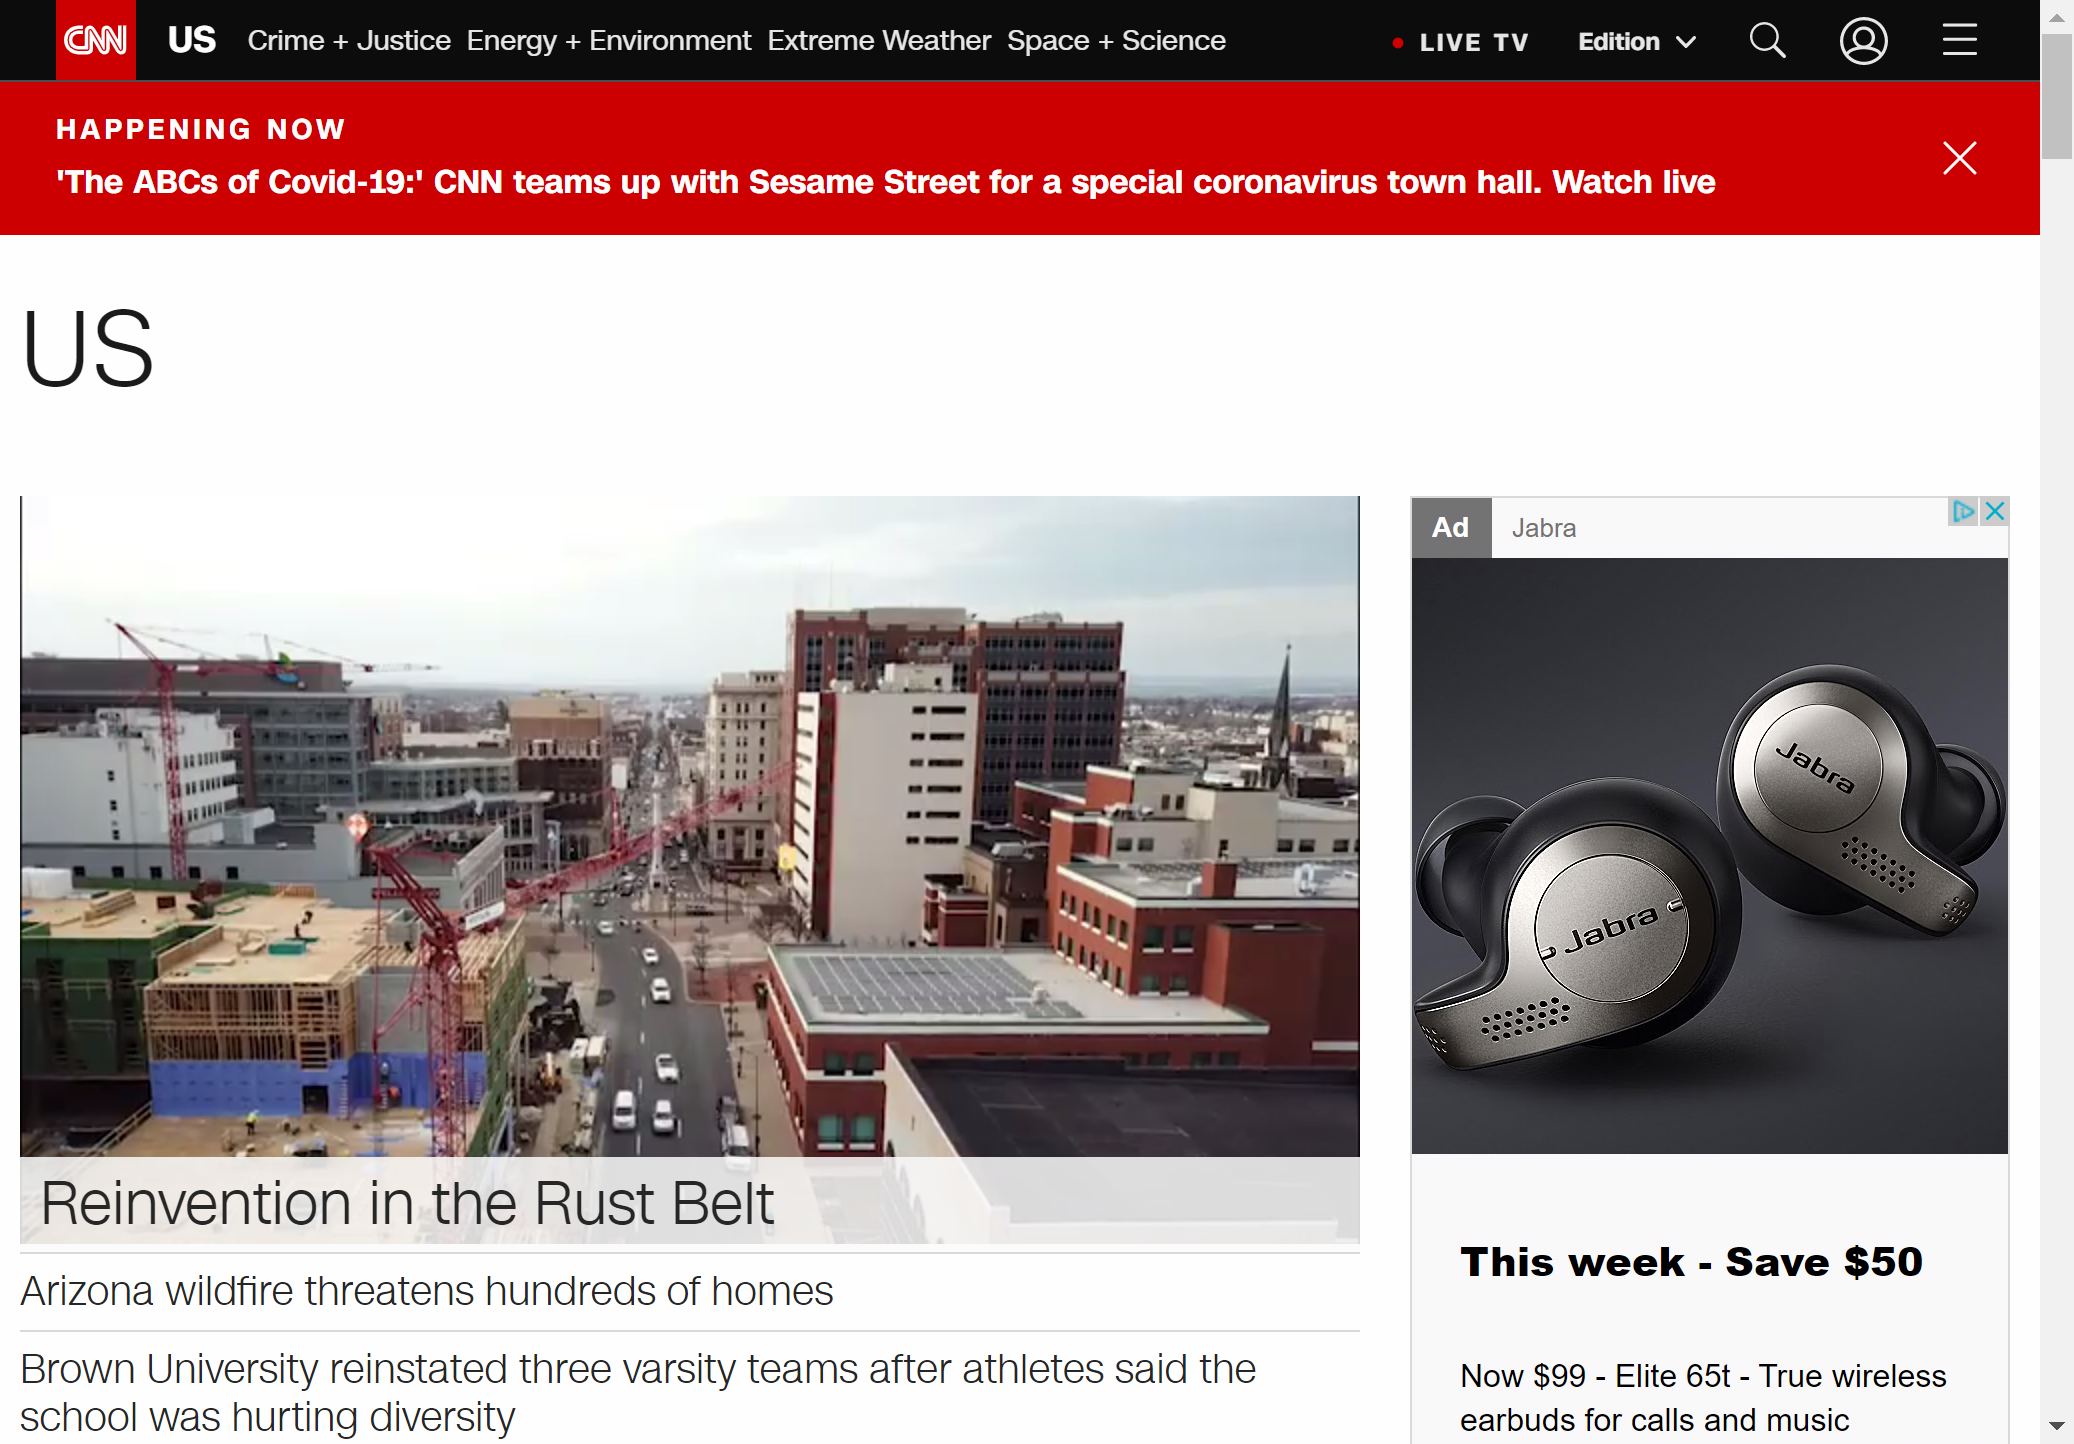 CNN US Crime + Justice Energy + Environment Extreme Weather Space + Science LIVE TV Edition
HAPPENING NOW
'The ABCs of Covid-19:' CNN teams up with Sesame Street for a special coronavirus town hall. Watch live
US
Ad Jabra
Jabra
Jabra
Reinvention in the Rust Belt
Arizona wildfire threatens hundreds of homes
Brown University reinstated three varsity teams after athletes said the
school was hurting diversity
This week - Save $50
Now $99 - Elite 65t - True wireless
earbuds for calls and music